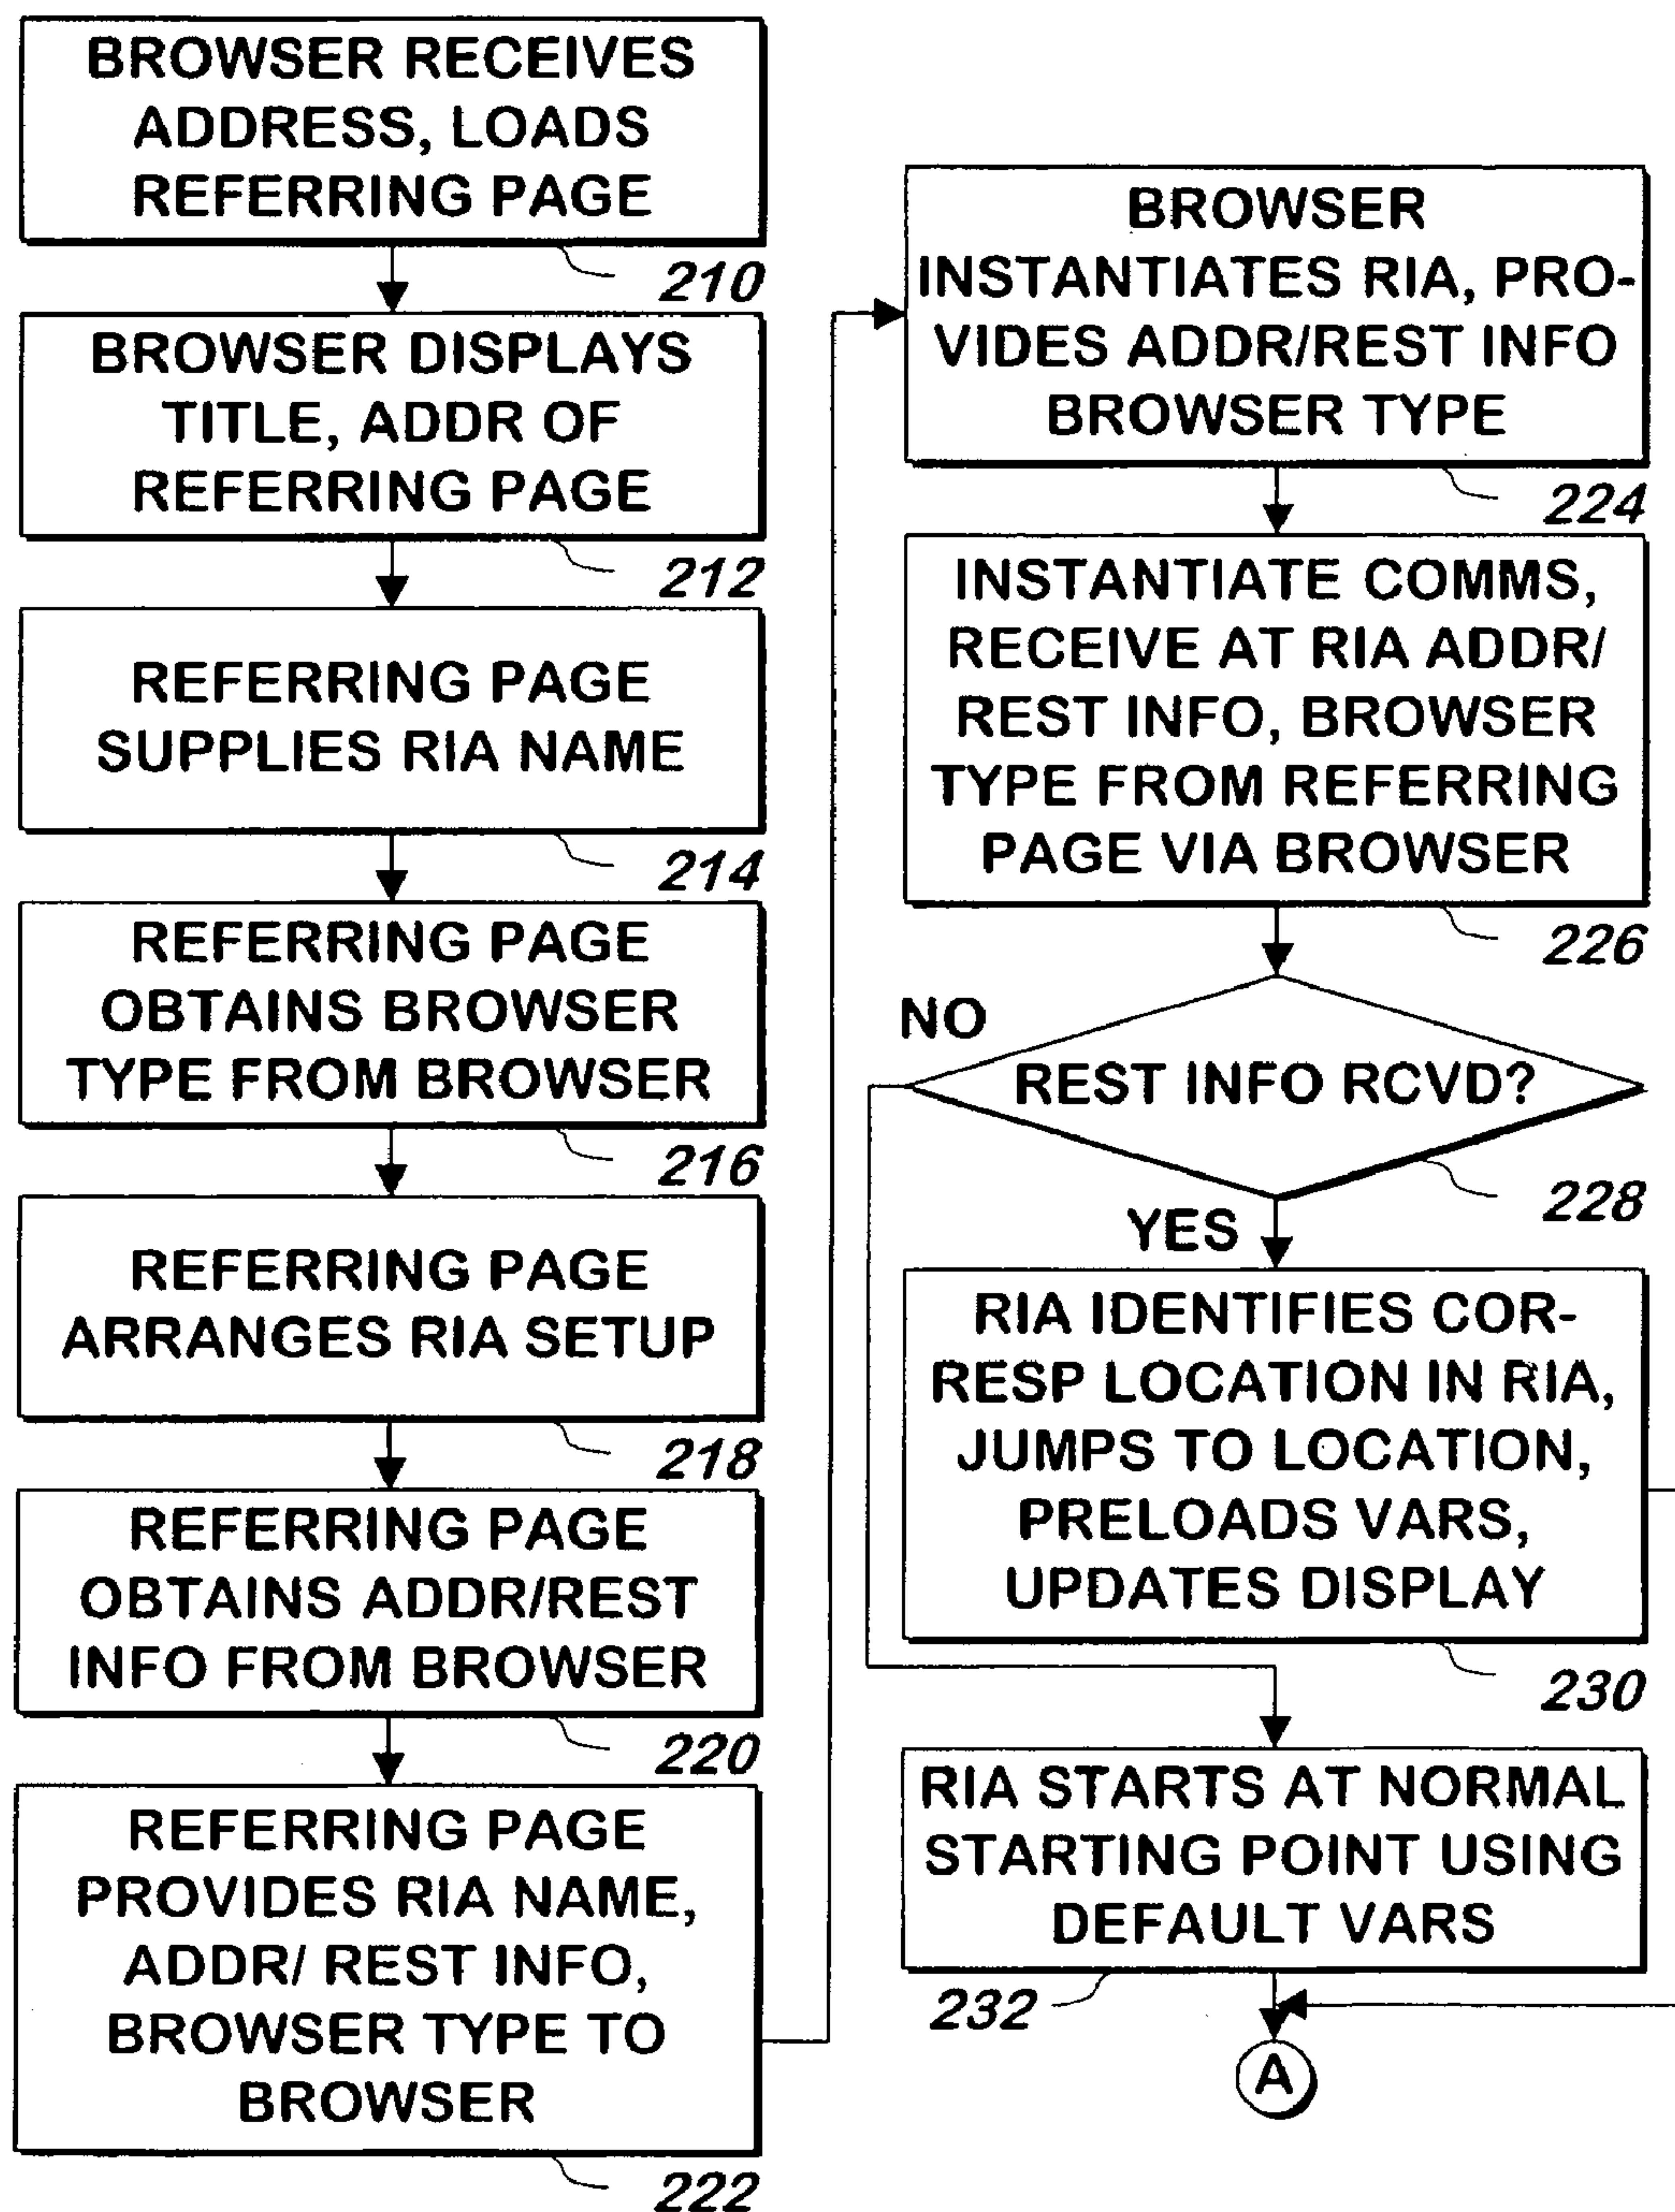 BROWSER RECEIVES
ADDRESS, LOADS
REFERRING PAGE
210
BROWSER DISPLAYS
TITLE, ADDR OF
REFERRING PAGE
212
REFERRING PAGE
SUPPLIES RIA NAME
214
REFERRING PAGE
OBTAINS BROWSER
TYPE FROM BROWSER
216
REFERRING PAGE
ARRANGES RIA SETUP
218
REFERRING PAGE
OBTAINS ADDR/REST
INFO FROM BROWSER
220
REFERRING PAGE
PROVIDES RIA NAME,
ADDR/ REST INFO,
BROWSER TYPE TO
BROWSER
222
BROWSER
INSTANTIATES RIA, PRO-
VIDES ADDR/REST INFO
BROWSER TYPE
224
INSTANTIATE COMMS,
RECEIVE AT RIA ADDR/
REST INFO, BROWSER
TYPE FROM REFERRING
PAGE VIA BROWSER
226
NO
REST INFO RCVD?
228
YES
RIA IDENTIFIES COR-
RESP LOCATION IN RIA,
JUMPS TO LOCATION,
PRELOADS VARS,
UPDATES DISPLAY
230
RIA STARTS AT NORMAL
STARTING POINT USING
DEFAULT VARS
232
A